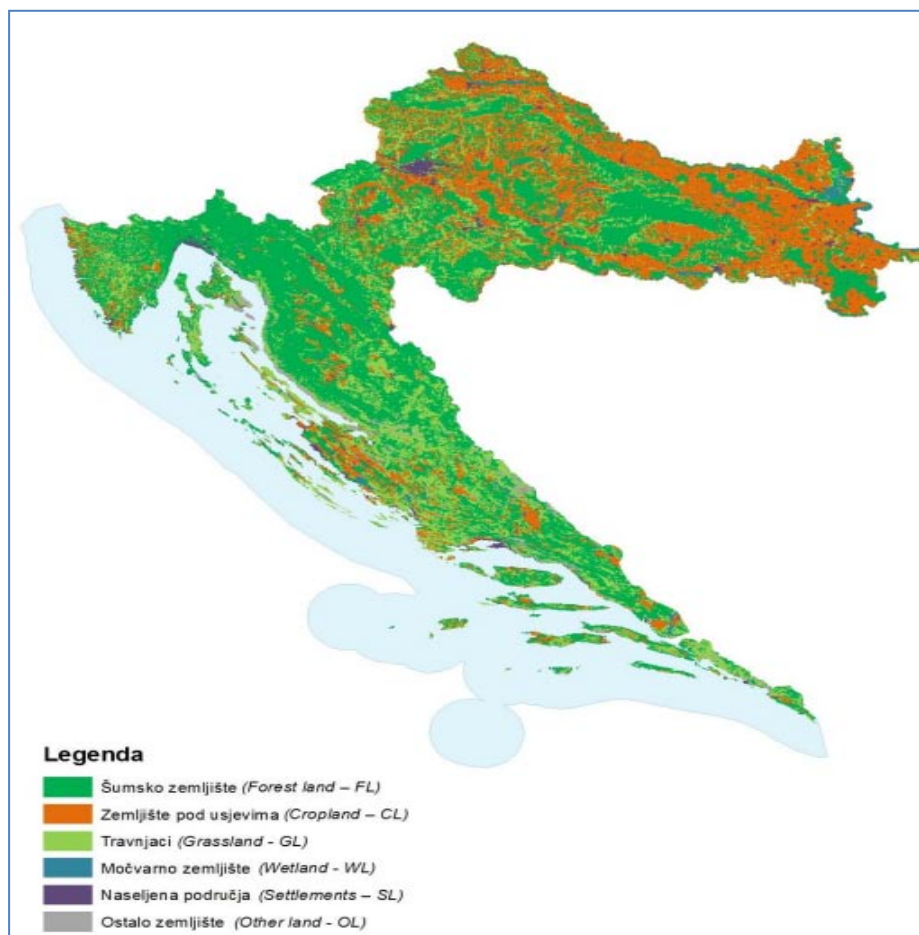 Legenda
Šumsko zemljište (Forest land – FL)
Zemljište pod usjevima (Cropland – CL)
Travnjaci (Grassland - GL)
Močvarno zemljište (Wetland - WL)
Naseljena područja (Settlements – SL)
Ostalo zemljište (Other land - OL)